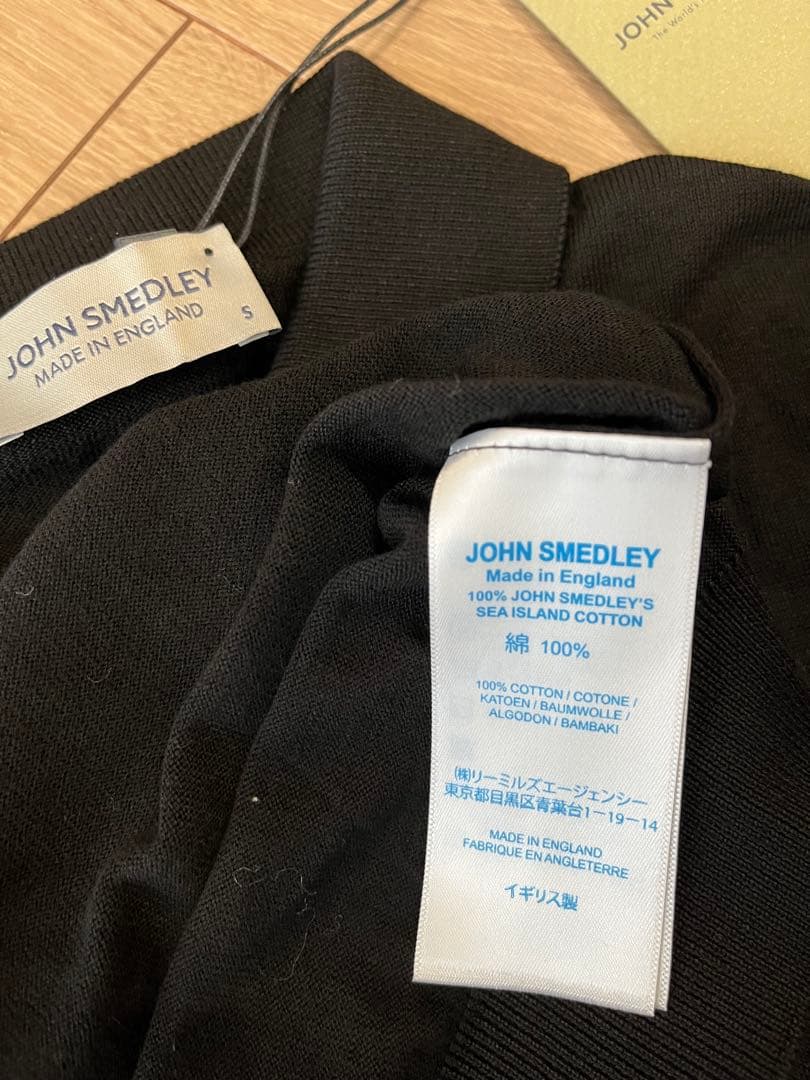 JOHN
The World's
JOHN SMEDLEY
MADE IN ENGLAND
S
JOHN SMEDLEY
Made in England
100% JOHN SMEDLEY'S
SEA ISLAND COTTON
綿 100%
100% COTTON / COTONE /
KATOEN / BAUMWOLLE /
ALGODON / BAMBAKI
㈱リーミルズエージェンシー
東京都目黒区青葉台1-19-14
MADE IN ENGLAND
FABRIQUE EN ANGLETERRE
イギリス製